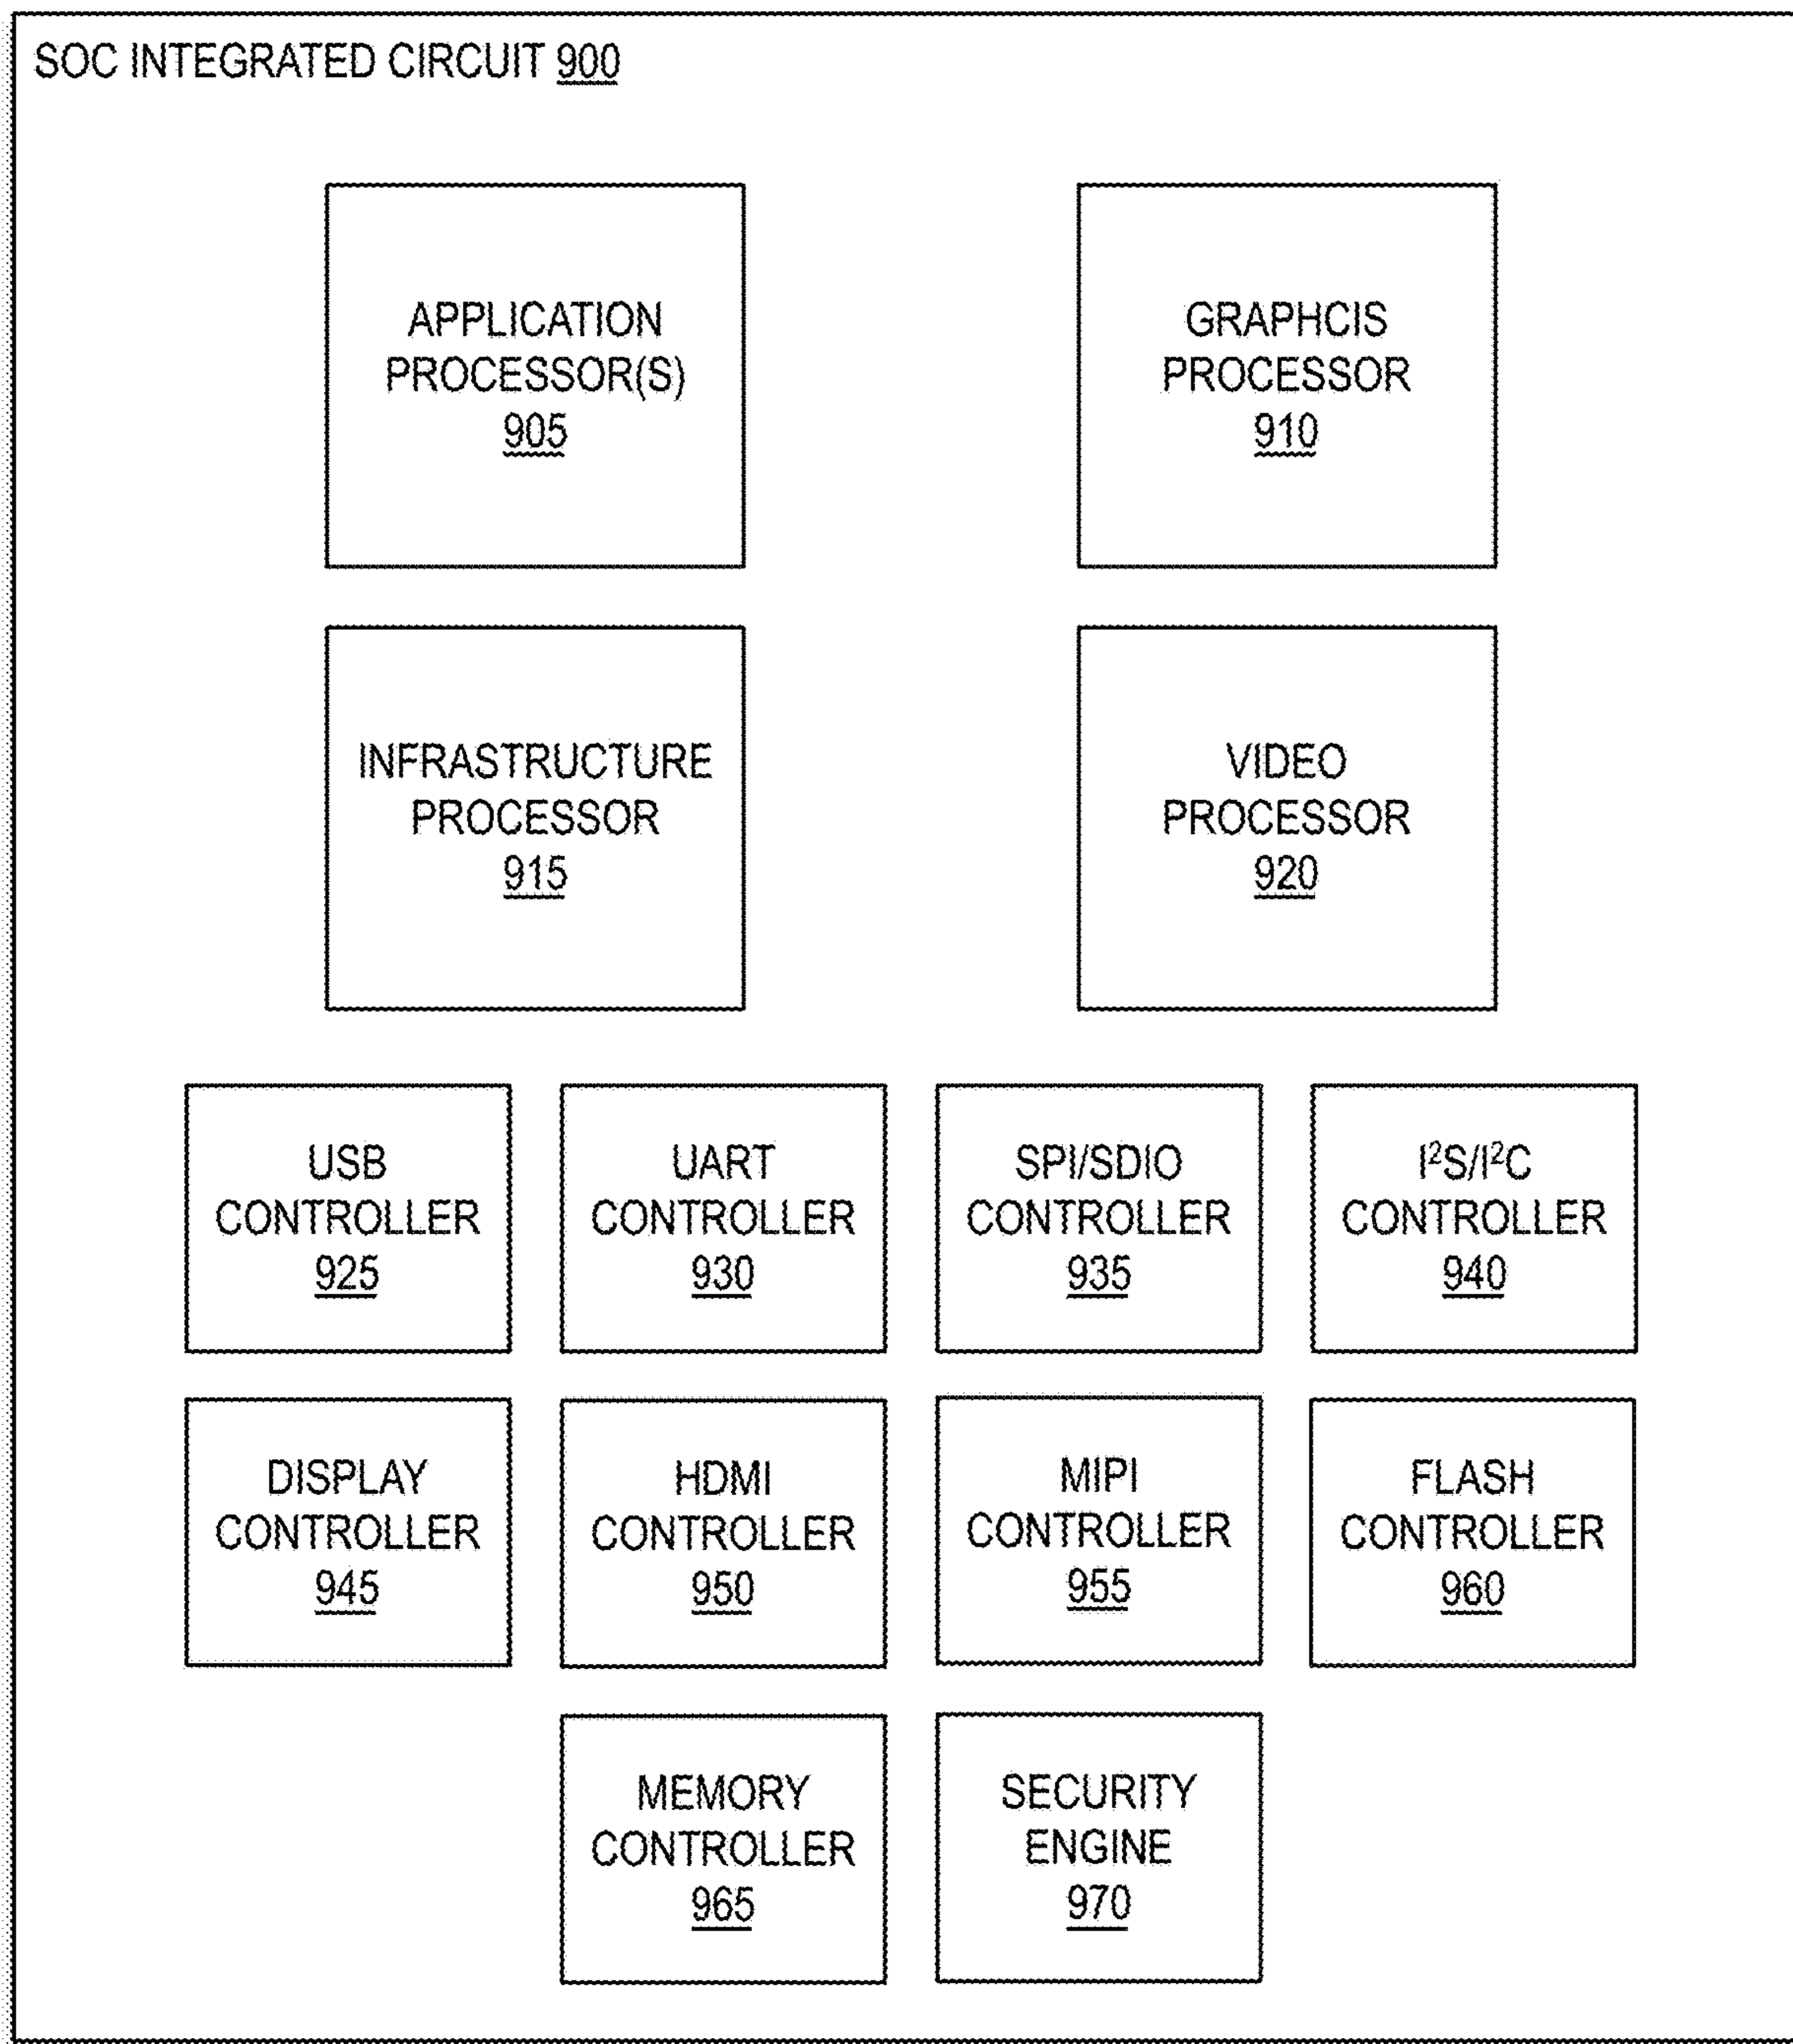 SOC INTEGRATED CIRCUIT 900
APPLICATION
PROCESSOR(S)
905
GRAPHCIS
PROCESSOR
910
INFRASTRUCTURE
PROCESSOR
915
VIDEO
PROCESSOR
920
USB
CONTROLLER
925
UART
CONTROLLER
930
SPI/SDIO
CONTROLLER
935
I²S/I²C
CONTROLLER
940
DISPLAY
CONTROLLER
945
HDMI
CONTROLLER
950
MIPI
CONTROLLER
955
FLASH
CONTROLLER
960
MEMORY
CONTROLLER
965
SECURITY
ENGINE
970